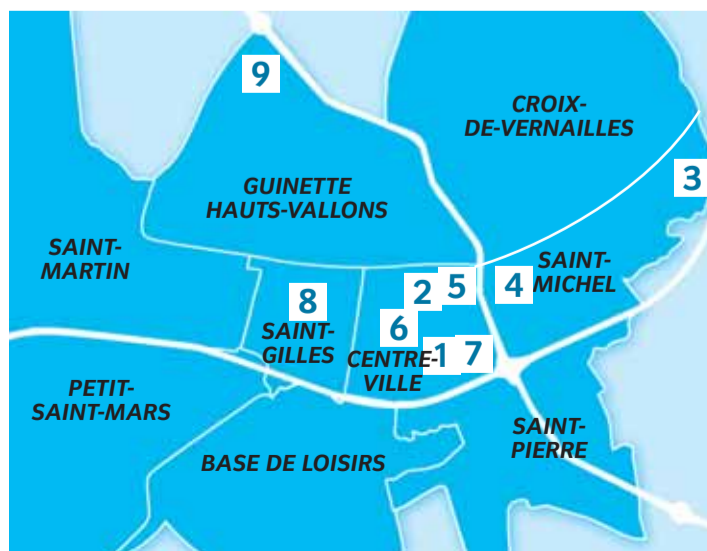 9
CROIX-
DE-VERNAILLES
3
GUINETTE
HAUTS-VALLONS
SAINT-
MARTIN
SAINT-
MICHEL
2 5 4
8
SAINT-
GILLES
6
CENTRE-
VILLE
1 7
PETIT-
SAINT-MARS
SAINT-
PIERRE
BASE DE LOISIRS